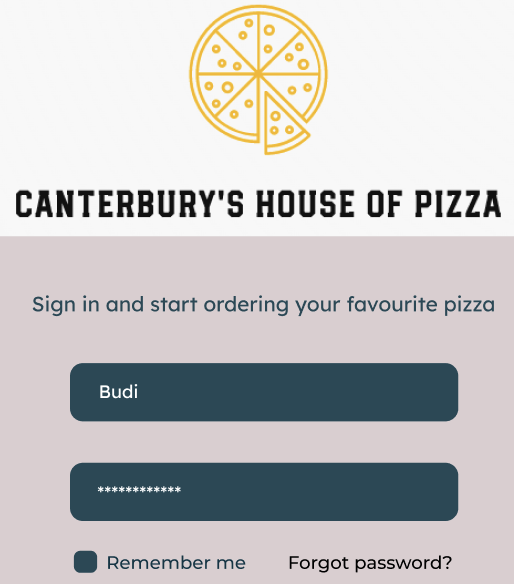 CANTERBURY'S HOUSE OF PIZZA
Sign in and start ordering your favourite pizza
Budi
************
Remember me Forgot password?